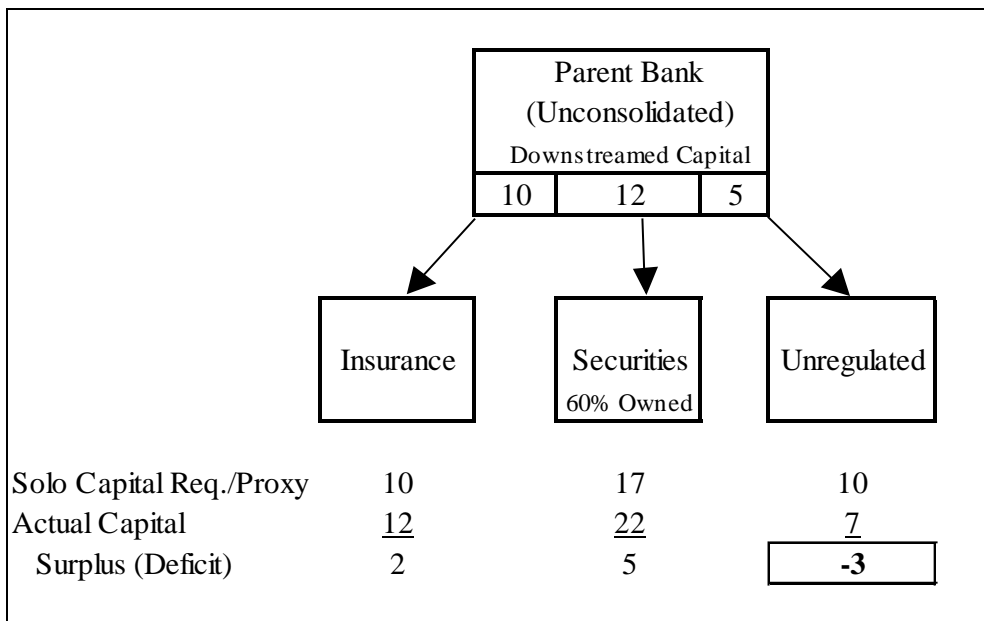 Parent Bank
(Unconsolidated)
Downstreamed Capital
10 12 5
Insurance Securities Unregulated
60% Owned
Solo Capital Req./Proxy 10 17 10
Actual Capital 12 22 7
Surplus (Deficit) 2 5 -3